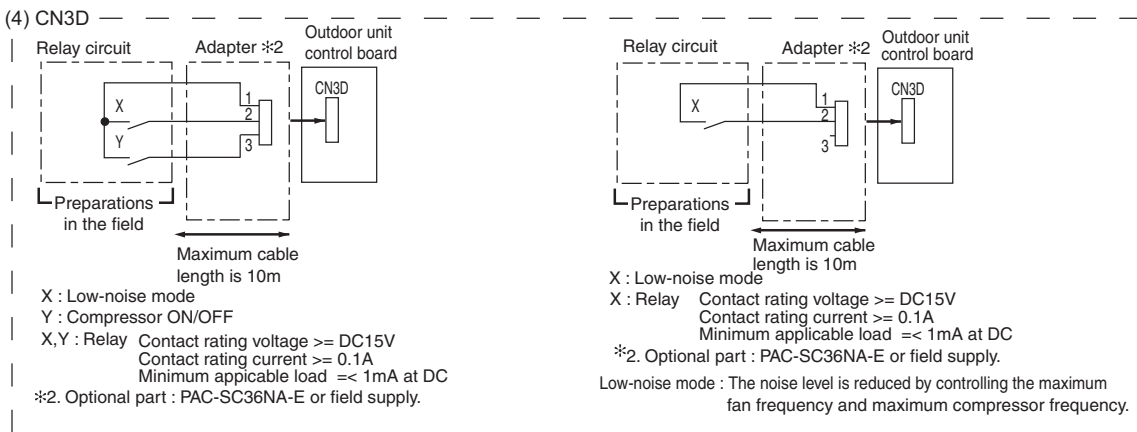 (4) CN3D
Relay circuit
Adapter ※2
Outdoor unit
control board
CN3D
X
Y
1
2
3
Preparations
in the field
Maximum cable
length is 10m
X : Low-noise mode
Y : Compressor ON/OFF
X,Y : Relay Contact rating voltage >= DC15V
Contact rating current >= 0.1A
Minimum appicable load =< 1mA at DC
※2. Optional part : PAC-SC36NA-E or field supply.
Relay circuit
Adapter ※2
Outdoor unit
control board
CN3D
X
1
2
3
Preparations
in the field
Maximum cable
length is 10m
X : Low-noise mode
X : Relay Contact rating voltage >= DC15V
Contact rating current >= 0.1A
Minimum applicable load =< 1mA at DC
※2. Optional part : PAC-SC36NA-E or field supply.
Low-noise mode : The noise level is reduced by controlling the maximum
fan frequency and maximum compressor frequency.